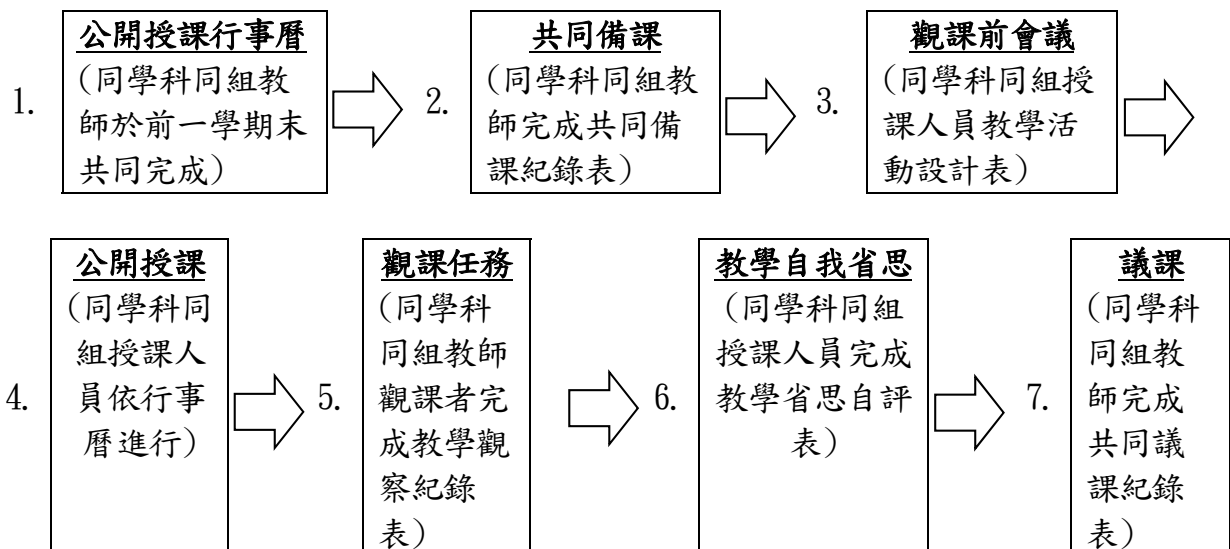 1.
公開授課行事曆
(同學科同組教
師於前一學期末
共同完成)
2.
共同備課
(同學科同組教
師完成共同備
課紀錄表)
3.
觀課前會議
(同學科同組授
課人員教學活
動設計表)
4.
公開授課
(同學科同
組授課人
員依行事
曆進行)
5.
觀課任務
(同學科
同組教師
觀課者完
成教學觀
察紀錄
表)
6.
教學自我省思
(同學科同組
授課人員完成
教學省思自評
表)
7.
議課
(同學科
同組教
師完成
共同議
課紀錄
表)